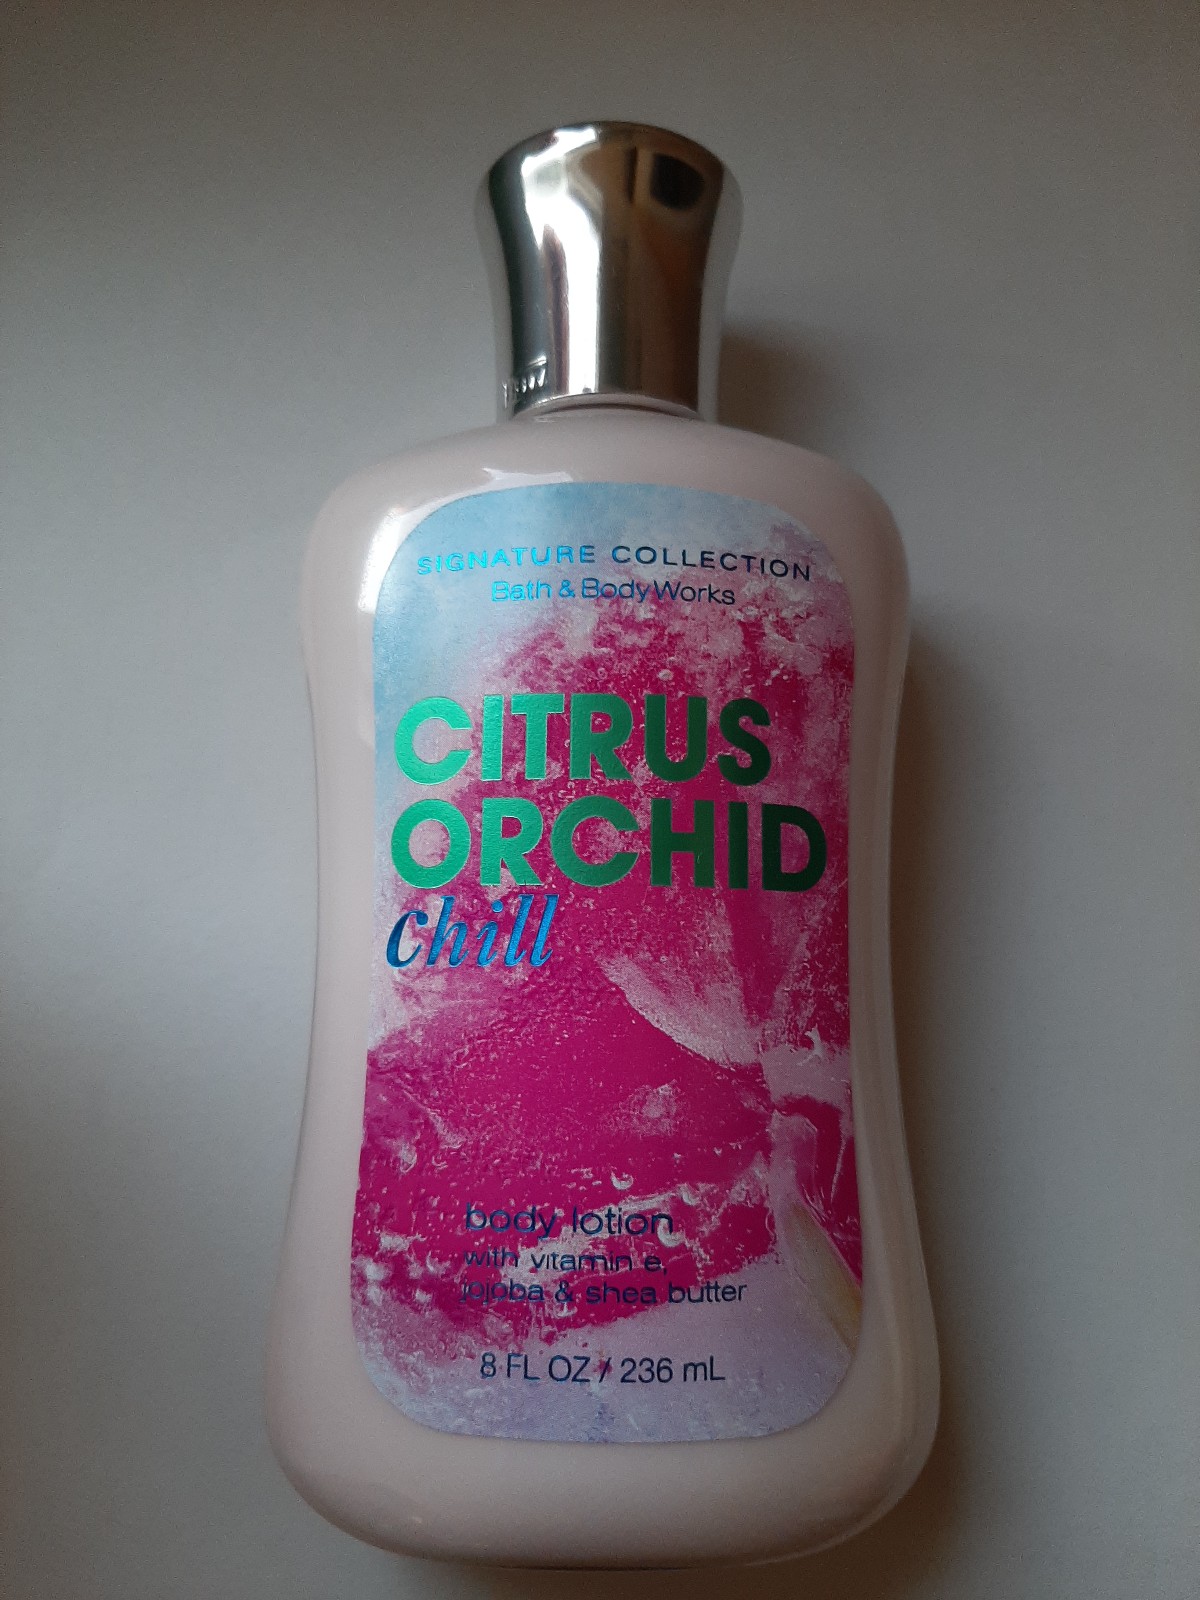 SIGNATURE COLLECTION
Bath & Body Works
CITRUS
ORCHID
chill
body lotion
with vitamin e,
jojoba & shea butter
8 FL OZ / 236 mL